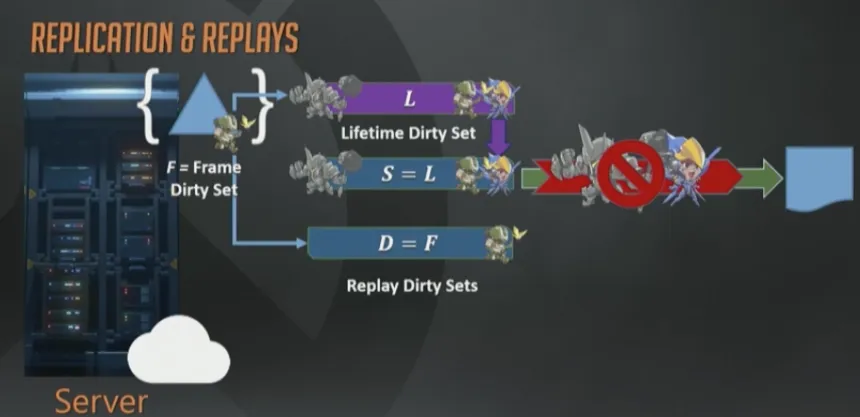 REPLICATION & REPLAYS
L
Lifetime Dirty Set
F = Frame
Dirty Set
S = L
D = F
Replay Dirty Sets
Server